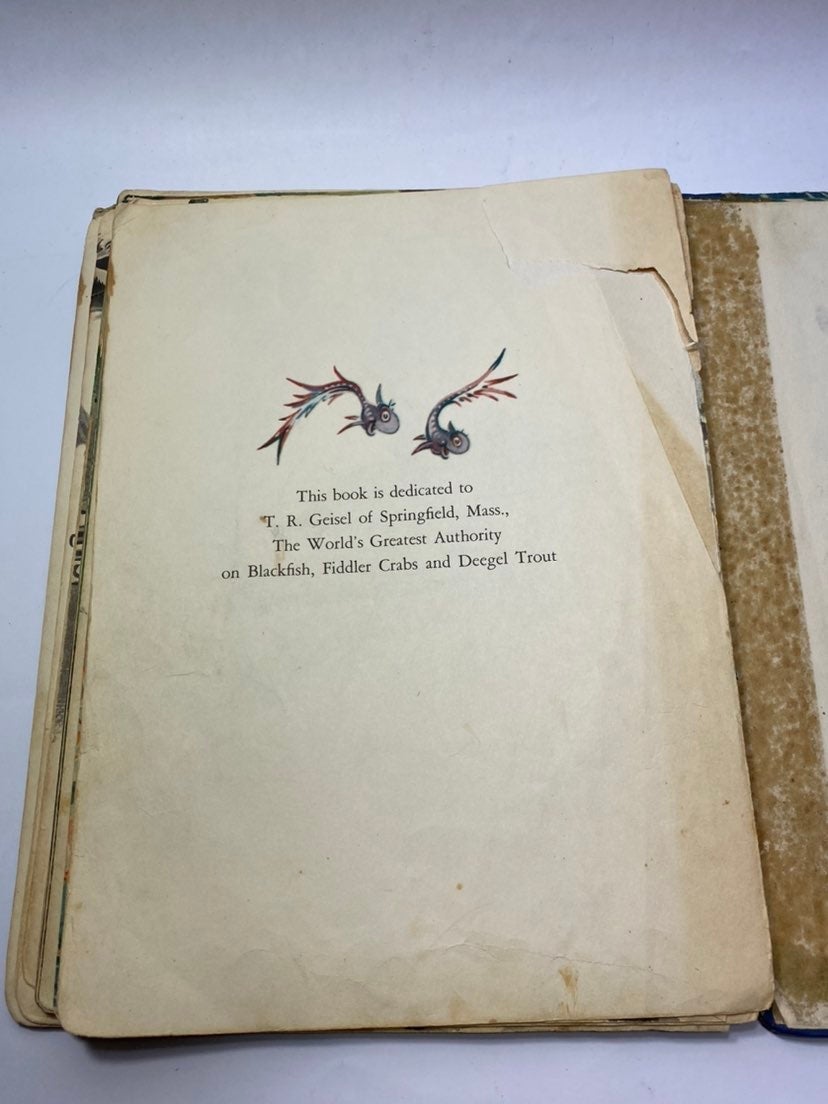 This book is dedicated to
T. R. Geisel of Springfield, Mass.,
The World's Greatest Authority
on Blackfish, Fiddler Crabs and Deegel Trout